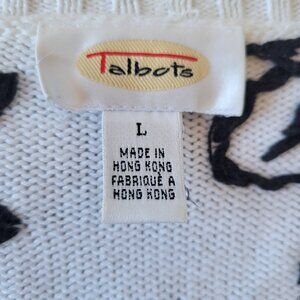 Talbots
L
MADE IN
HONG KONG
FABRIQUÉ A
HONG KONG